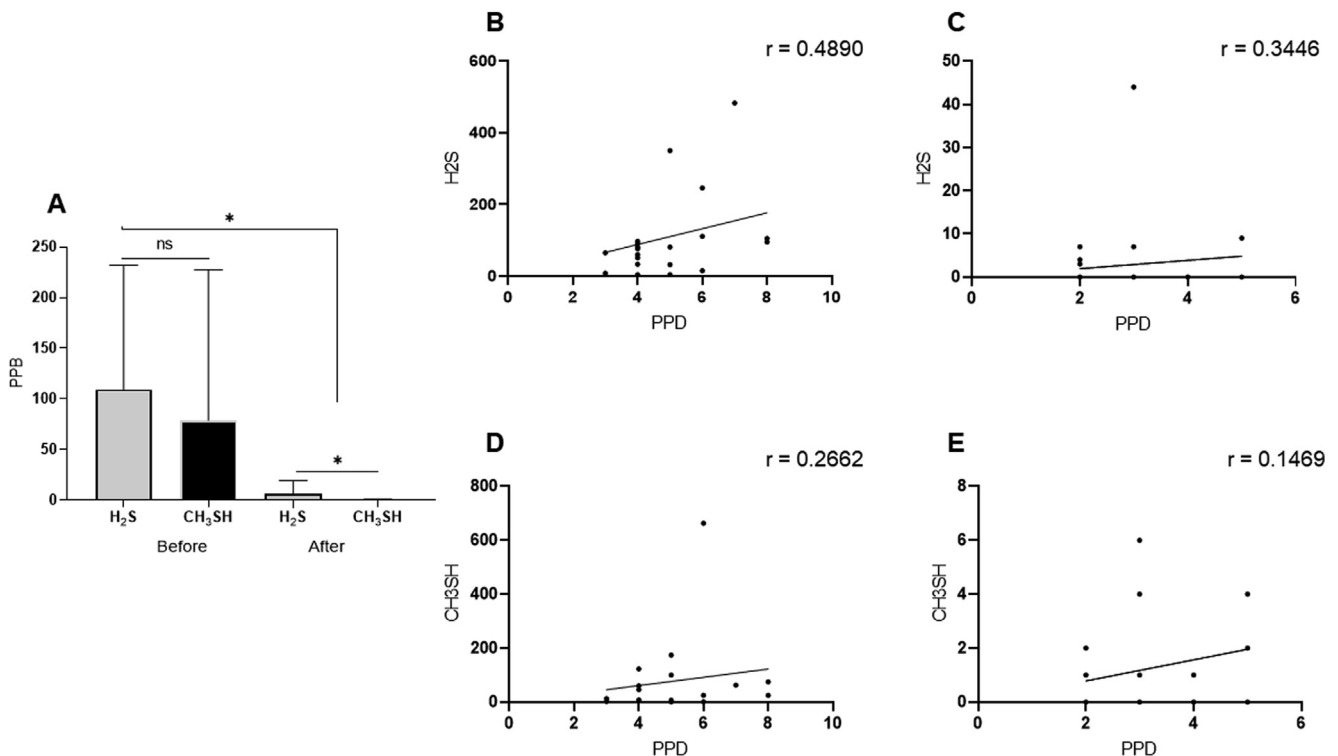 A
*
ns
250
200
150
100
50
0
PPB
*
H₂S CH₃SH H₂S CH₃SH
Before After
B
r = 0.4890
600
400
200
0
H2S
0 2 4 6 8 10
PPD
C
r = 0.3446
50
40
30
20
10
0
H2S
0 2 4 6
PPD
D
r = 0.2662
800
600
400
200
0
CH3SH
0 2 4 6 8 10
PPD
E
r = 0.1469
8
6
4
2
0
CH3SH
0 2 4 6
PPD